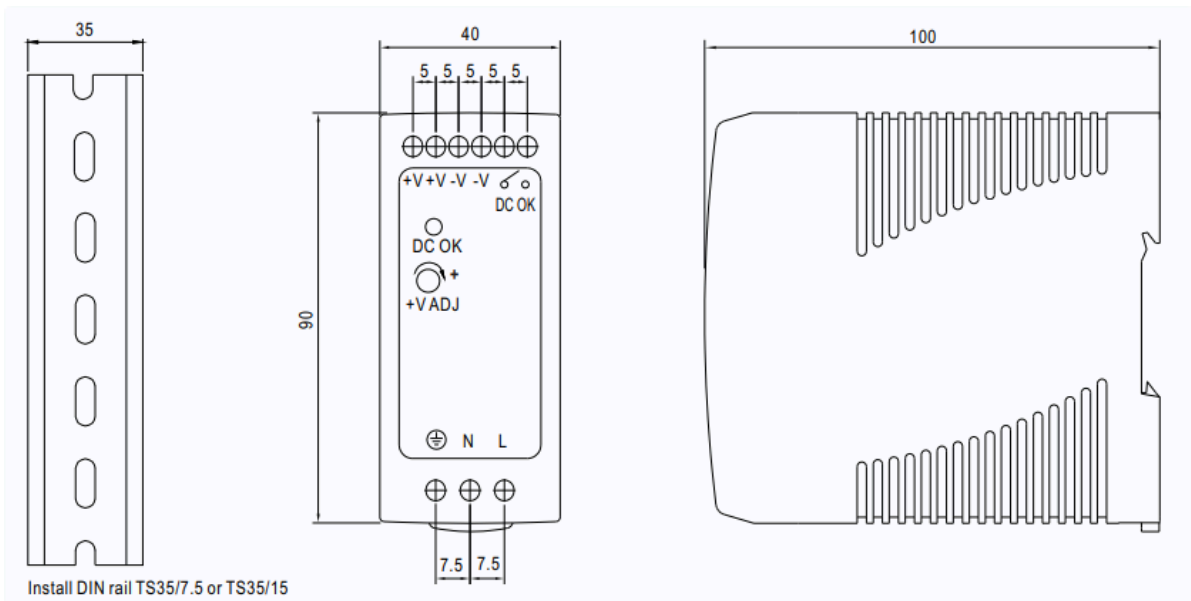 35
40
100
5 5 5 5 5
+V +V -V -V
DC OK
DC OK
+
+V ADJ
90
N L
7.5 7.5
Install DIN rail TS35/7.5 or TS35/15